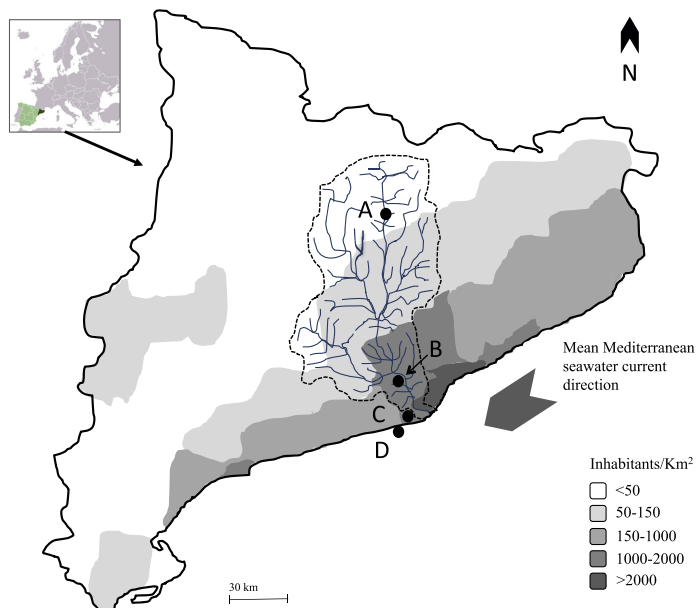 N
A
B
C
D
Mean Mediterranean
seawater current
direction
Inhabitants/Km²
<50
50-150
150-1000
1000-2000
>2000
30 km